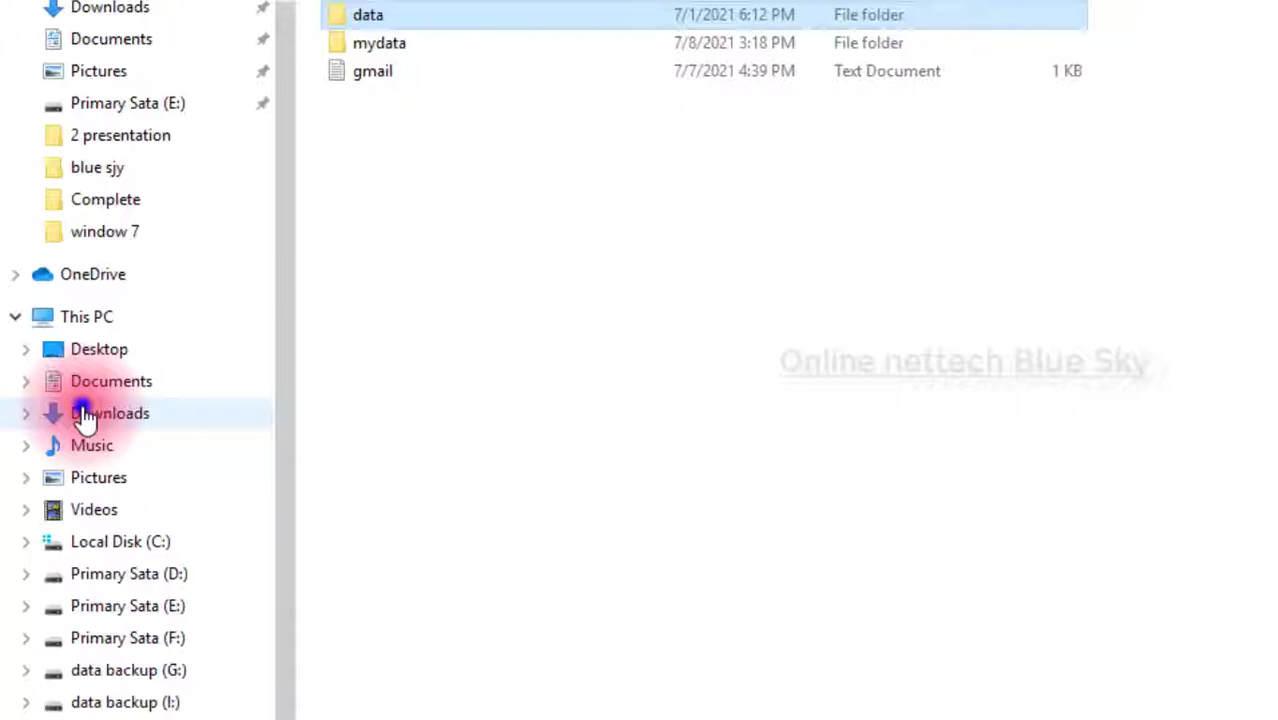 Downloads
Documents
Pictures
Primary Sata (E:)
2 presentation
blue sjy
Complete
window 7
OneDrive
This PC
Desktop
Documents
Downloads
Music
Pictures
Videos
Local Disk (C:)
Primary Sata (D:)
Primary Sata (E:)
Primary Sata (F:)
data backup (G:)
data backup (I:)
data 7/1/2021 6:12 PM File folder
mydata 7/8/2021 3:18 PM File folder
gmail 7/7/2021 4:39 PM Text Document 1 KB
Online nettech Blue Sky